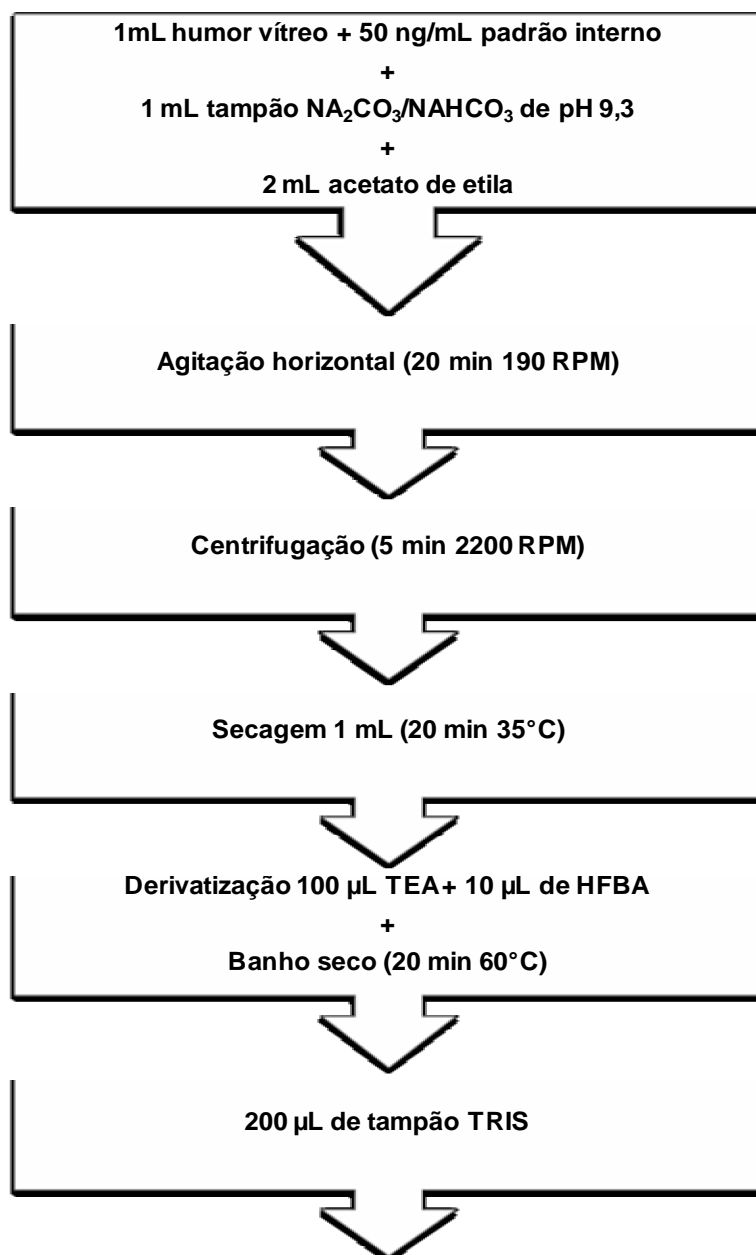 1mL humor vítreo + 50 ng/mL padrão interno
+
1 mL tampão NA₂CO₃/NAHCO₃ de pH 9,3
+
2 mL acetato de etila
Agitação horizontal (20 min 190 RPM)
Centrifugação (5 min 2200 RPM)
Secagem 1 mL (20 min 35°C)
Derivatização 100 µL TEA+ 10 µL de HFBA
+
Banho seco (20 min 60°C)
200 µL de tampão TRIS